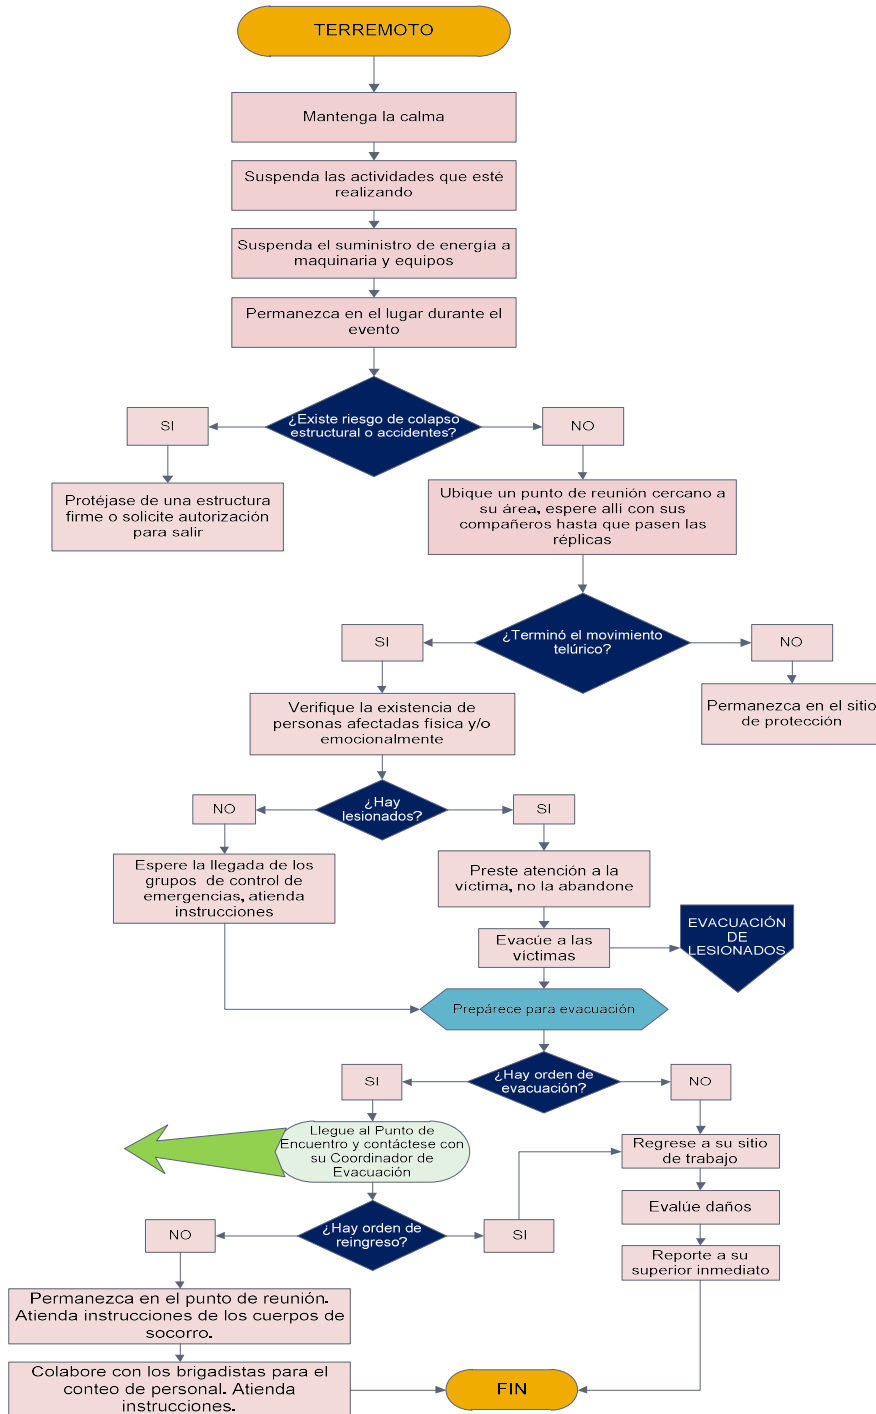 TERREMOTO
Mantenga la calma
Suspenda las actividades que esté
realizando
Suspenda el suministro de energía a
maquinaria y equipos
Permanezca en el lugar durante el
evento
¿Existe riesgo de colapso
estructural o accidentes?
SI
NO
Protéjase de una estructura
firme o solicite autorización
para salir
Ubique un punto de reunión cercano a
su área, espere allí con sus
compañeros hasta que pasen las
réplicas
¿Terminó el movimiento
telúrico?
SI
NO
Verifique la existencia de
personas afectadas fisica y/o
emocionalmente
Permanezca en el sitio
de protección
¿Hay
lesionados?
NO
SI
Espere la llegada de los
grupos de control de
emergencias, atienda
instrucciones
Preste atención a la
víctima, no la abandone
Evacúe a las
víctimas
EVACUACIÓN
DE
LESIONADOS
Prepárece para evacuación
¿Hay orden de
evacuación?
SI
NO
Llegue al Punto de
Encuentro y contáctese con
su Coordinador de
Evacuación
Regrese a su sitio
de trabajo
Evalúe daños
¿Hay orden de
reingreso?
NO
SI
Reporte a su
superior inmediato
Permanezca en el punto de reunión.
Atienda instrucciones de los cuerpos de
socorro.
Colabore con los brigadistas para el
conteo de personal. Atienda
instrucciones.
FIN